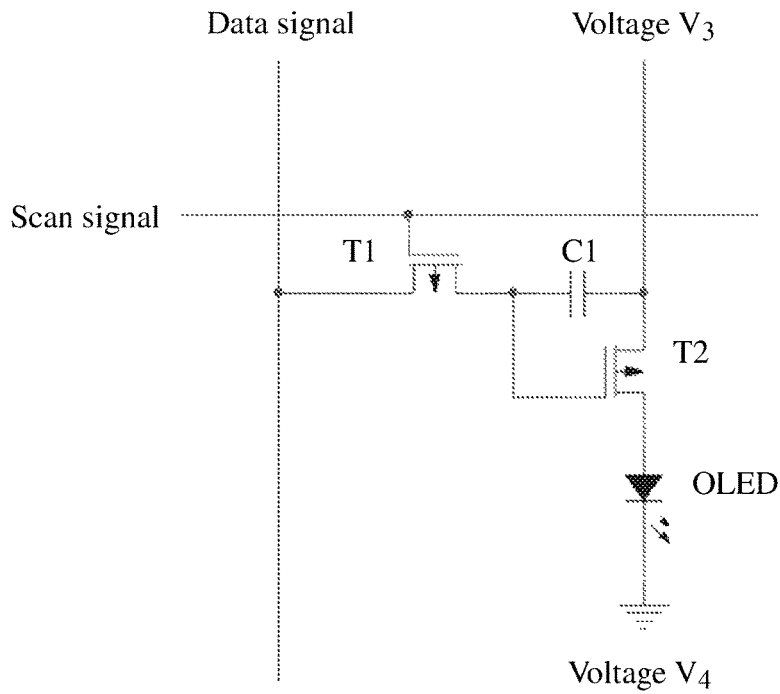 Data signal
Voltage V3
Scan signal
T1
C1
T2
OLED
Voltage V4